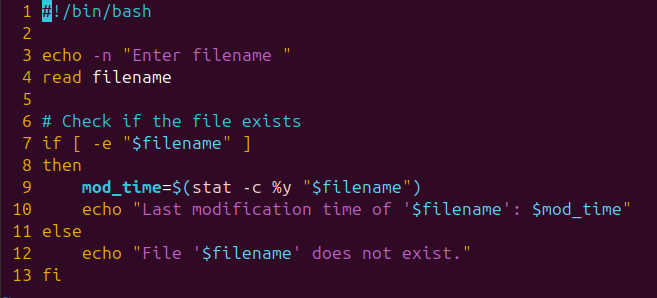 1 #!/bin/bash
2
3 echo -n "Enter filename "
4 read filename
5
6 # Check if the file exists
7 if [ -e "$filename" ]
8 then
9     mod_time=$(stat -c %y "$filename")
10     echo "Last modification time of '$filename': $mod_time"
11 else
12     echo "File '$filename' does not exist."
13 fi